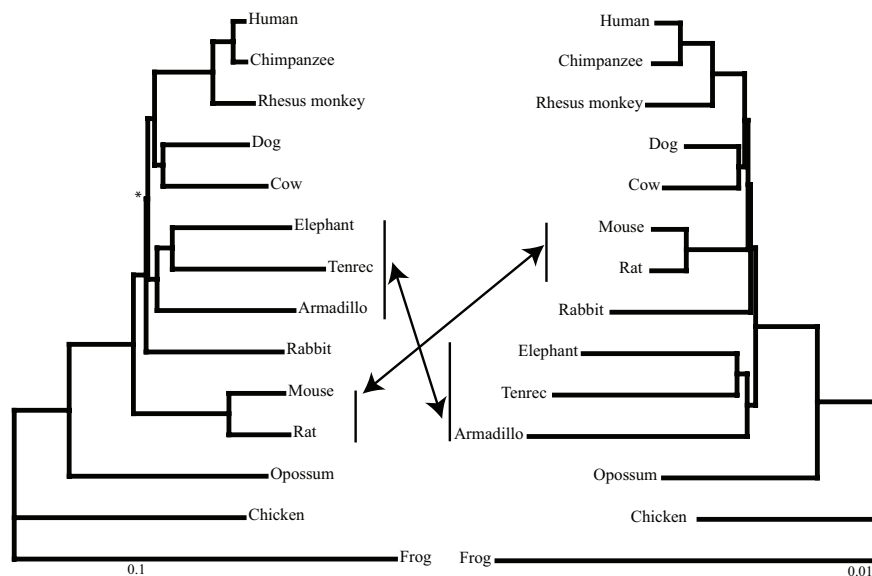 Human
Chimpanzee
Rhesus monkey
Dog
Cow
*
Elephant
Tenrec
Armadillo
Rabbit
Mouse
Rat
Opossum
Chicken
Frog
0.1
Human
Chimpanzee
Rhesus monkey
Dog
Cow
Mouse
Rat
Rabbit
Elephant
Tenrec
Armadillo
Opossum
Chicken
Frog
0.01